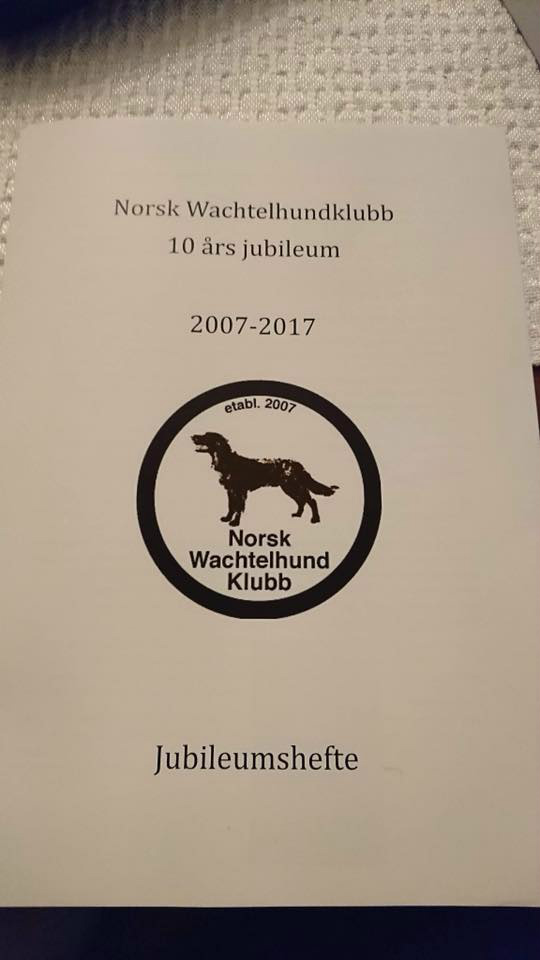 Norsk Wachtelhundklubb
10 års jubileum
2007-2017
etabl. 2007
Norsk
Wachtelhund
Klubb
Jubileumshefte